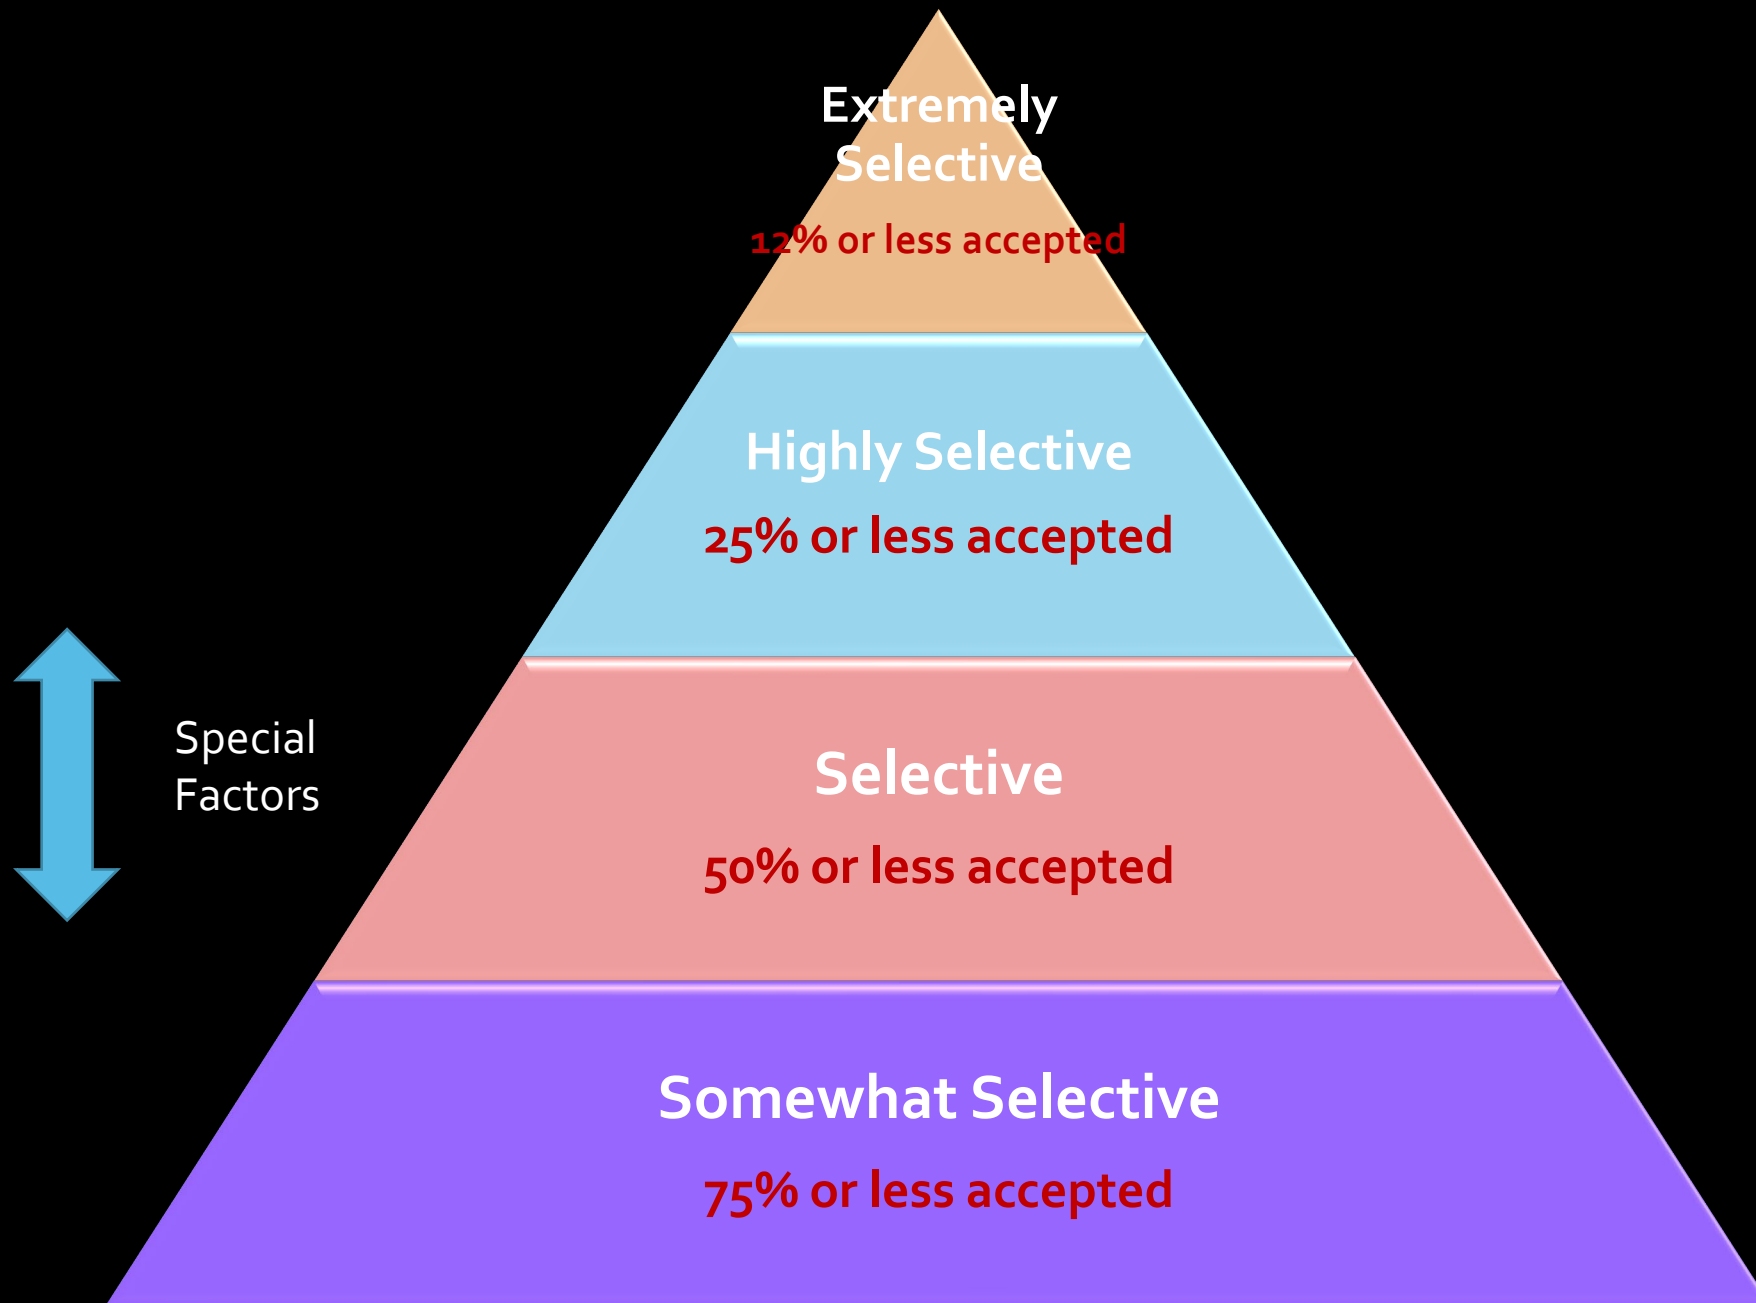 Extremely
Selective
12% or less accepted
Highly Selective
25% or less accepted
Special
Factors
Selective
50% or less accepted
Somewhat Selective
75% or less accepted